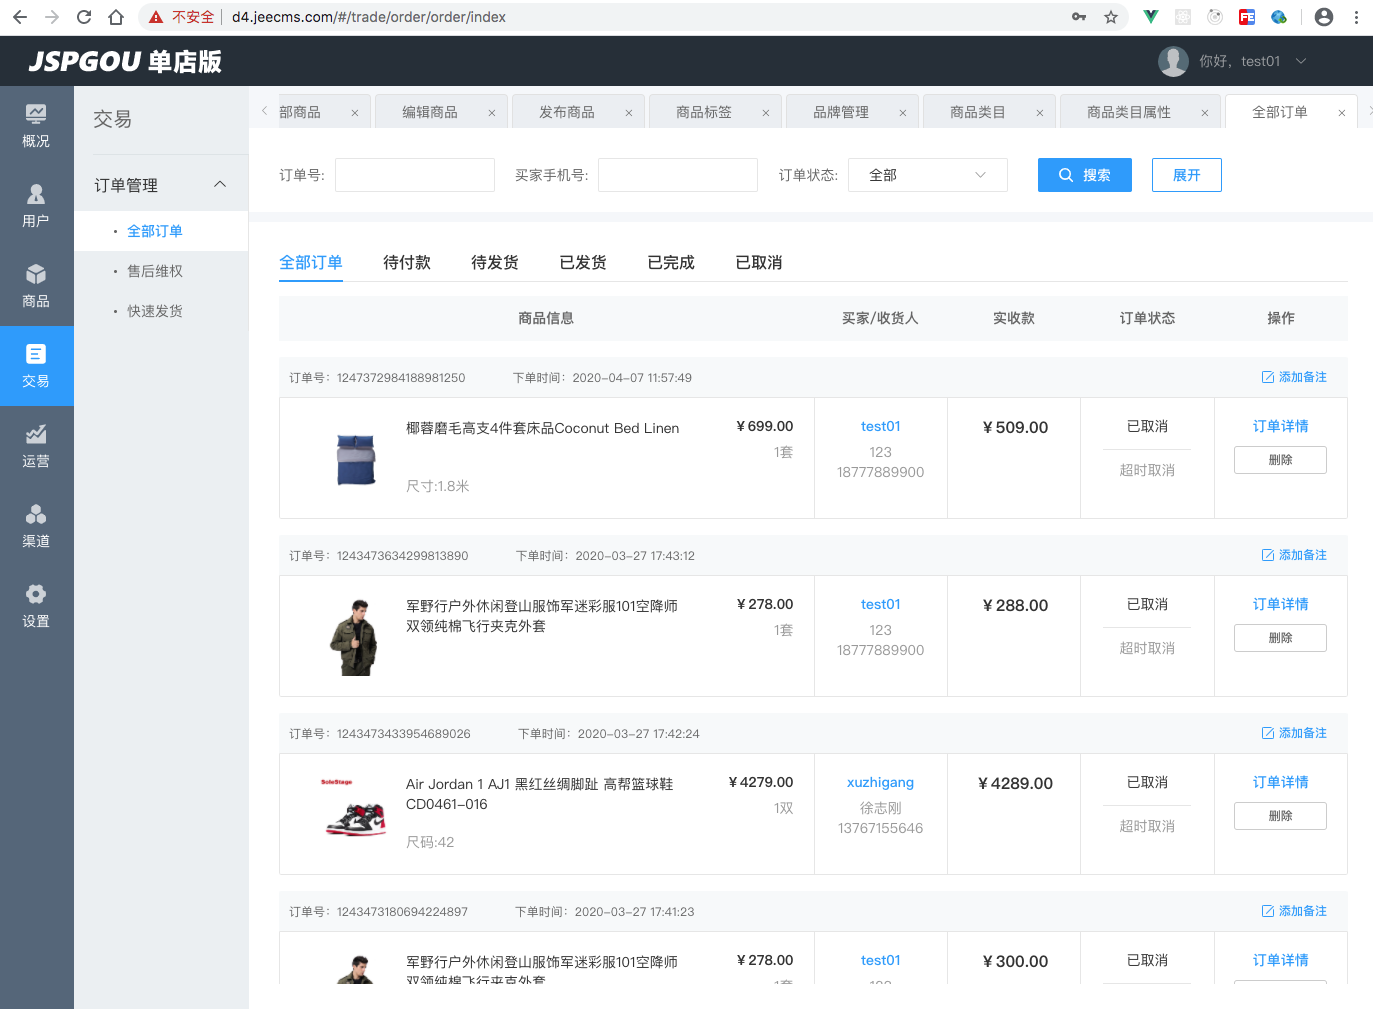 不安全 d4.jeecms.com/#/trade/order/order/index
JSPGOU 单店版
你好，test01
概况
用户
商品
交易
运营
渠道
设置
交易
订单管理
全部订单
售后维权
快速发货
部商品 × 编辑商品 × 发布商品 × 商品标签 × 品牌管理 × 商品类目 × 商品类目属性 × 全部订单 ×
订单号: 买家手机号: 订单状态: 全部 搜索 展开
全部订单 待付款 待发货 已发货 已完成 已取消
商品信息 买家/收货人 实收款 订单状态 操作
订单号：1247372984188981250 下单时间：2020-04-07 11:57:49 添加备注
椰蓉磨毛高支4件套床品Coconut Bed Linen ¥699.00 test01 ¥509.00 已取消 订单详情
1套 123 删除
18777889900 超时取消
尺寸:1.8米
订单号：1243473634299813890 下单时间：2020-03-27 17:43:12 添加备注
军野行户外休闲登山服饰军迷彩服101空降师 ¥278.00 test01 ¥288.00 已取消 订单详情
双领纯棉飞行夹克外套 1套 123 删除
18777889900 超时取消
订单号：1243473433954689026 下单时间：2020-03-27 17:42:24 添加备注
SoleStage
Air Jordan 1 AJ1 黑红丝绸脚趾 高帮篮球鞋 ¥4279.00 xuzhigang ¥4289.00 已取消 订单详情
CD0461-016 1双 徐志刚 删除
13767155646 超时取消
尺码:42
订单号：1243473180694224897 下单时间：2020-03-27 17:41:23 添加备注
军野行户外休闲登山服饰军迷彩服101空降师 ¥278.00 test01 ¥300.00 已取消 订单详情
双领纯棉飞行夹克外套 1套 123